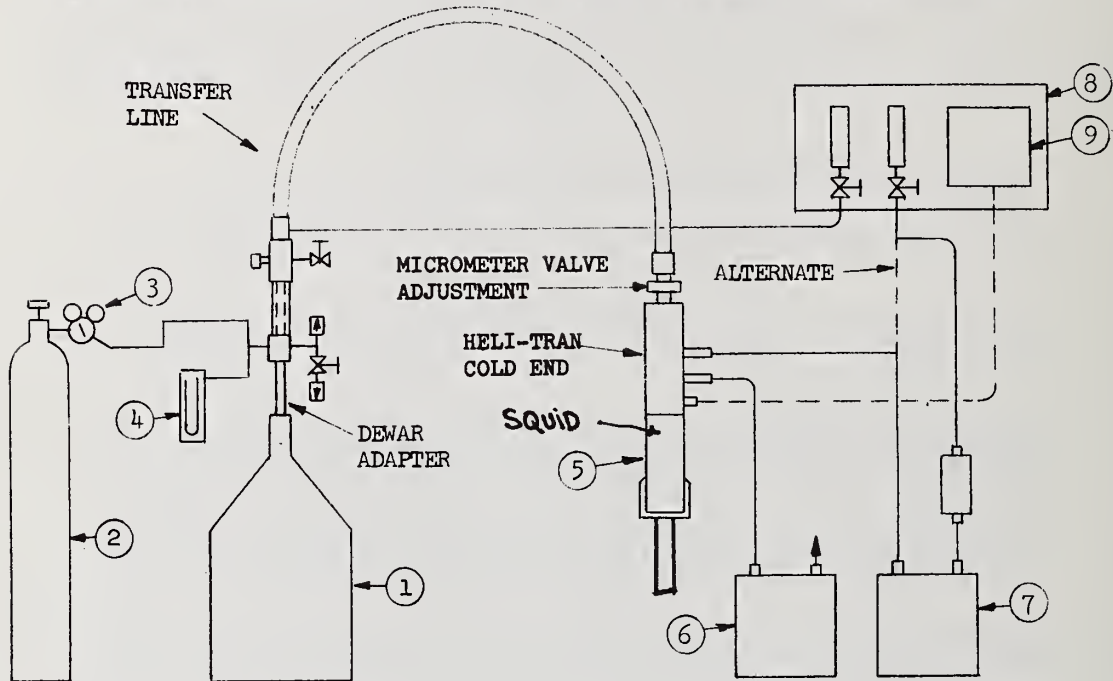 TRANSFER
LINE
8
9
3
MICROMETER VALVE
ADJUSTMENT
ALTERNATE
HELI-TRAN
COLD END
4
SQUiD
DEWAR
ADAPTER
5
2
1
6
7